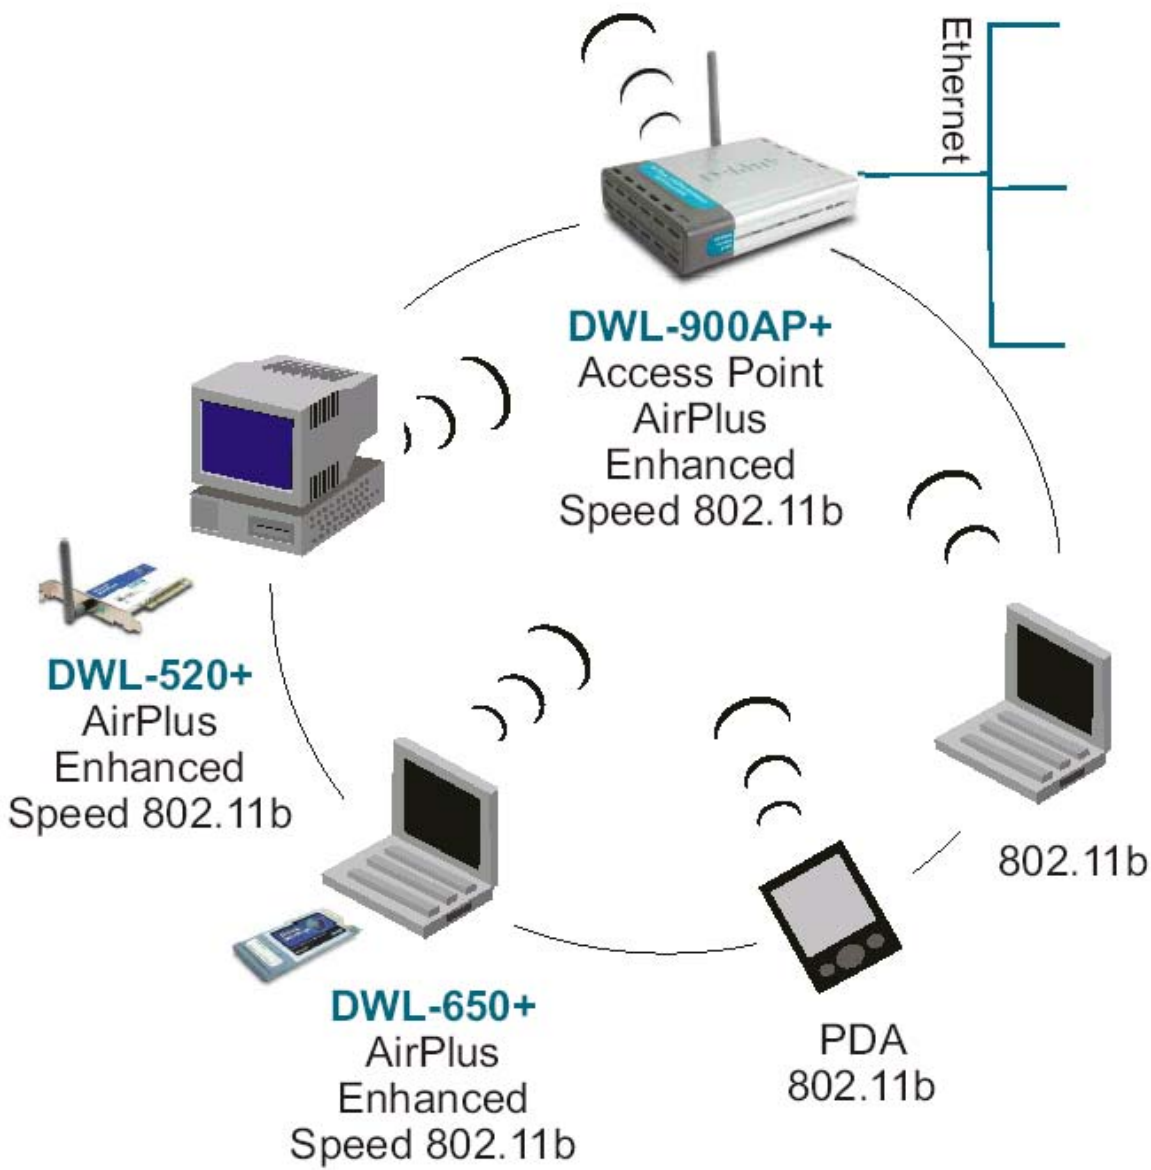 Ethernet
D-Link
DWL-900AP+
Access Point
AirPlus
Enhanced
Speed 802.11b
DWL-520+
AirPlus
Enhanced
Speed 802.11b
802.11b
DWL-650+
AirPlus
Enhanced
Speed 802.11b
PDA
802.11b